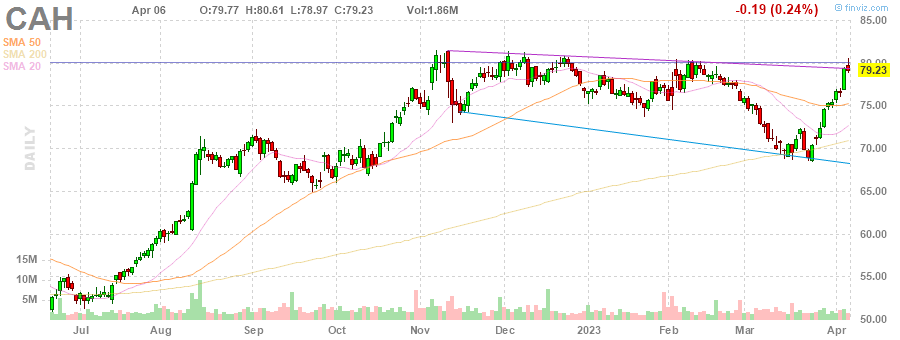 CAH
Apr 06 O:79.77 H:80.61 L:78.97 C:79.23 Vol:1.86M -0.19 (0.24%)
© finviz.com
SMA 50
SMA 200
SMA 20
DAILY
85.00
80.00
79.23
75.00
70.00
65.00
60.00
55.00
50.00
15M
10M
5M
Jul Aug Sep Oct Nov Dec 2023 Feb Mar Apr